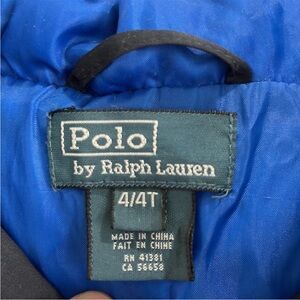 Polo
by Ralph Lauren
4/4T
MADE IN CHINA
FAIT EN CHINE
RN 41381
CA 56658